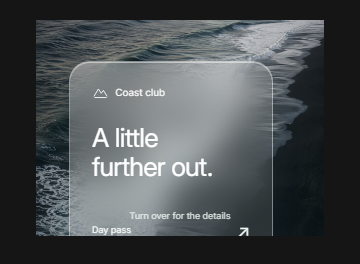 Coast club
A little
further out.
Turn over for the details
Day pass